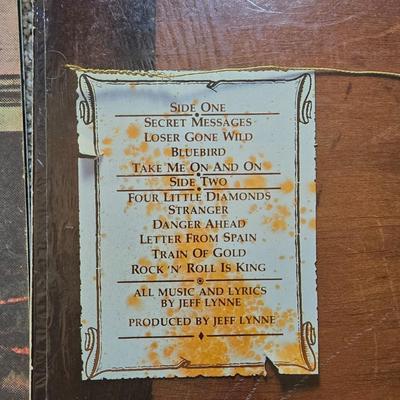 SIDE ONE
SECRET MESSAGES
LOSER GONE WILD
BLUEBIRD
TAKE ME ON AND ON
SIDE TWO
FOUR LITTLE DIAMONDS
STRANGER
DANGER AHEAD
LETTER FROM SPAIN
TRAIN OF GOLD
ROCK 'N' ROLL IS KING
ALL MUSIC AND LYRICS
BY JEFF LYNNE
PRODUCED BY JEFF LYNNE